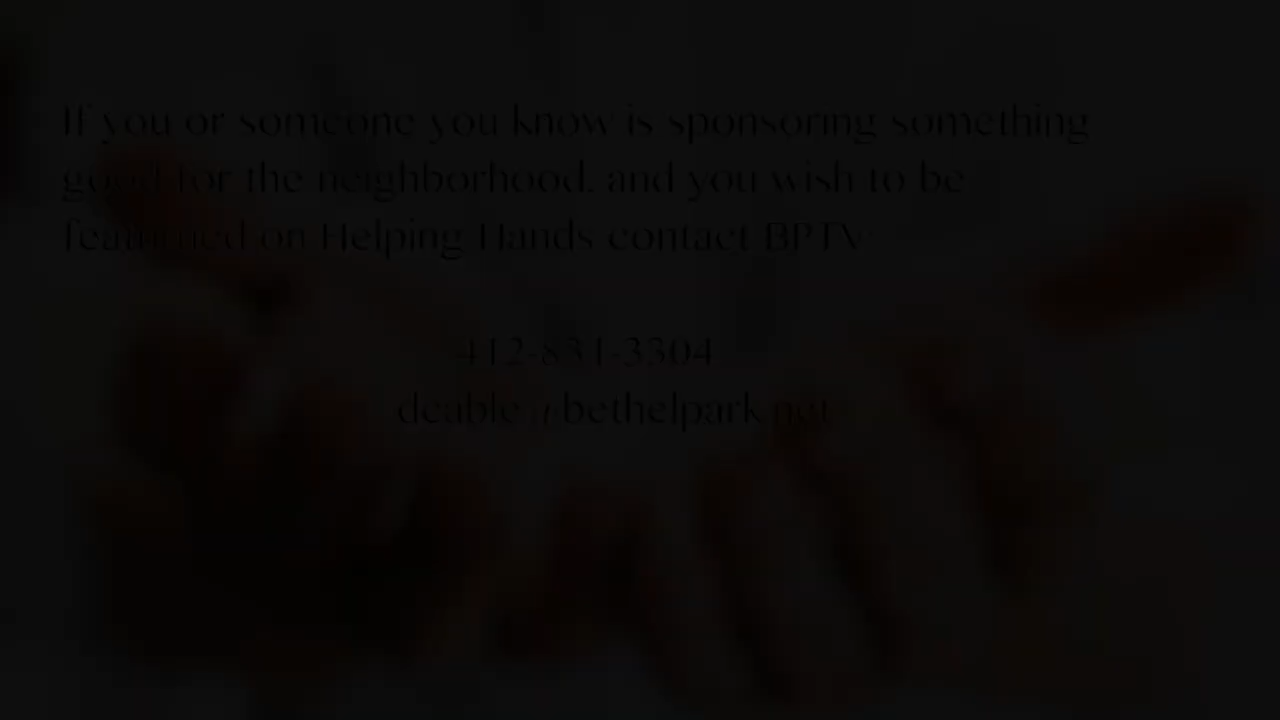 If you or someone you know is sponsoring something
good for the neighborhood, and you wish to be
on Helping Hands contact BPTV
412-831-3304
dcable@bethelpark.net